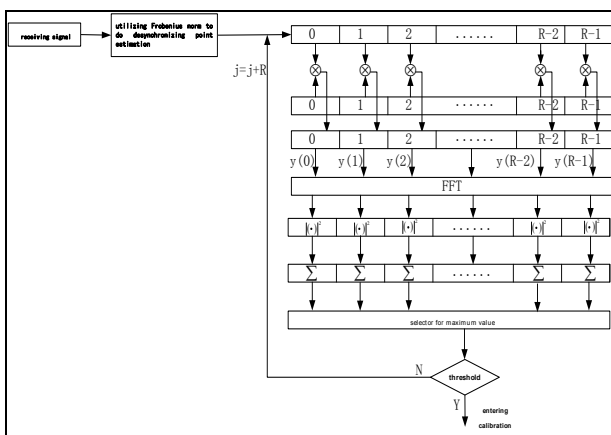 receiving signal
utilizing Frobenius norm to
do desynchronizing point
estimation
0 1 2 ...... R-2 R-1
j=j+R
0 1 2 ...... R-2 R-1
0 1 2 ...... R-2 R-1
y(0) y(1) y(2) y(R-2) y(R-1)
FFT
|(•)|² |(•)|² |(•)|² ...... |(•)|² |(•)|²
∑ ∑ ∑ ...... ∑ ∑
selector for maximum value
N
threshold
Y
entering
calibration